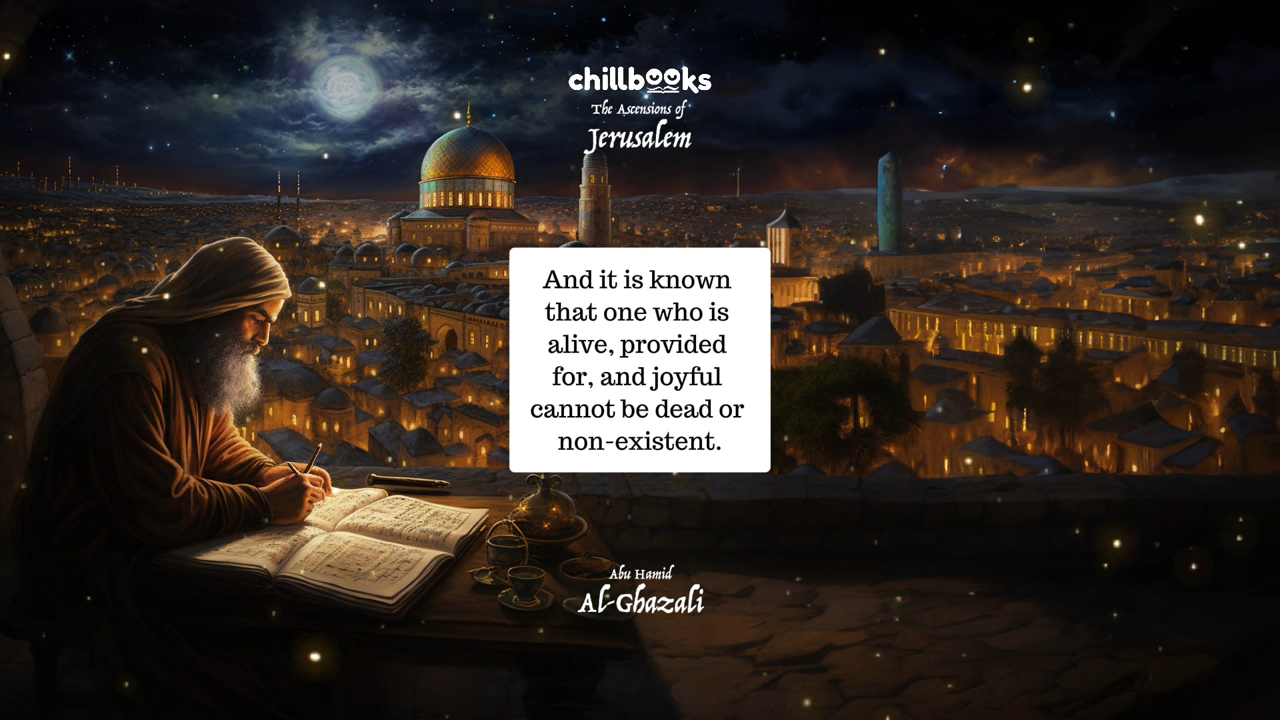 chillbooks
The Ascensions of
Jerusalem
And it is known
that one who is
alive, provided
for, and joyful
cannot be dead or
non-existent.
Abu Hamid
Al-Ghazali